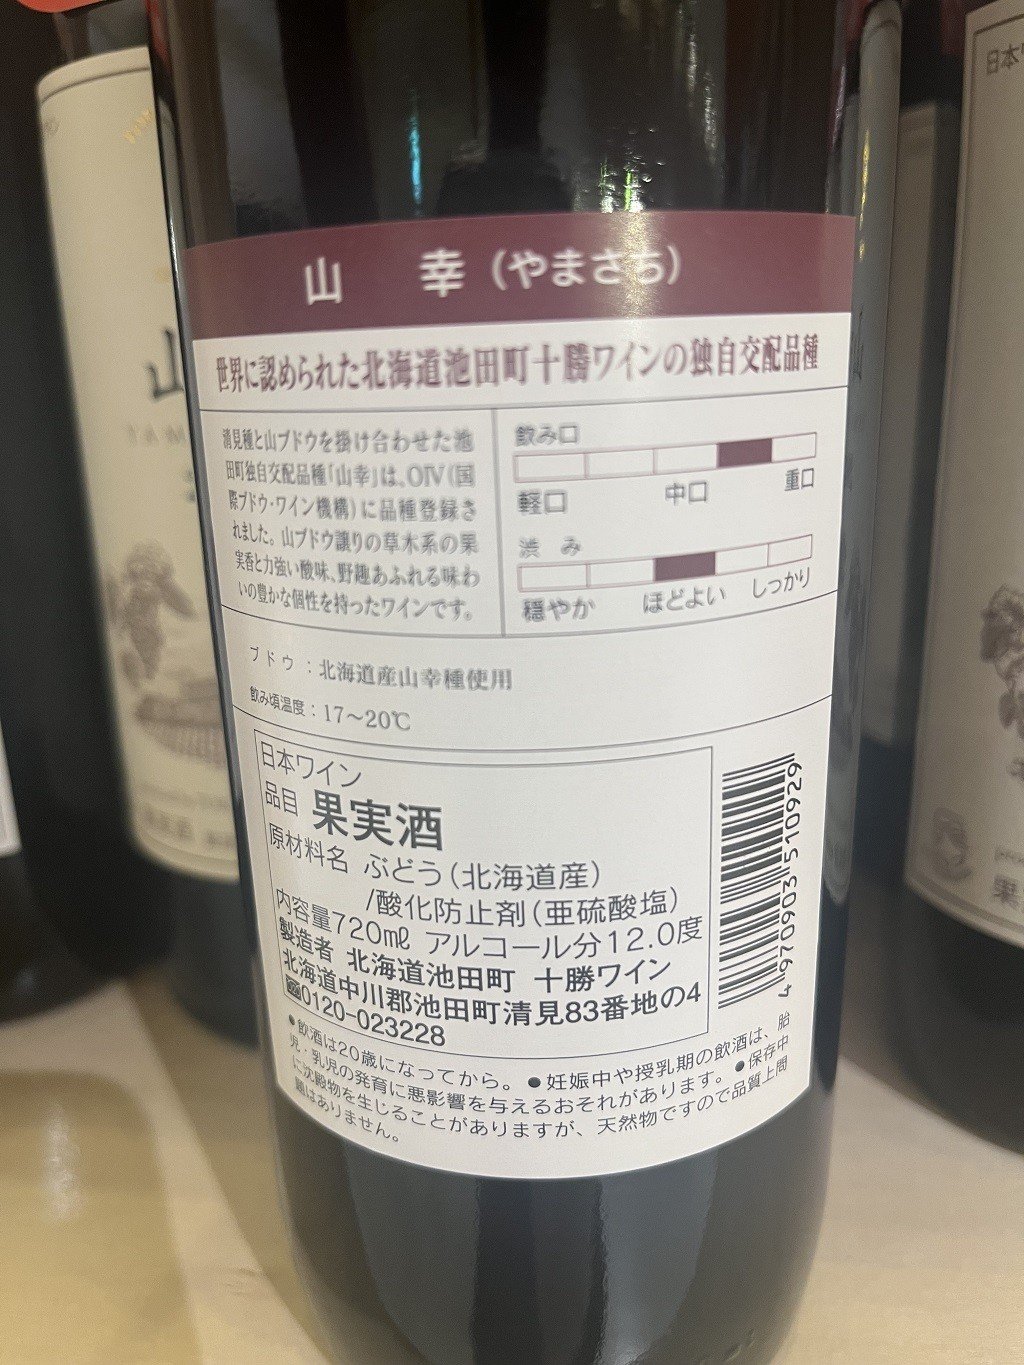 山　幸（やまさち）
世界に認められた北海道池田町十勝ワインの独自交配品種
清見種と山ブドウを掛け合わせた池
田町独自交配品種「山幸」は、OIV（国
際ブドウ・ワイン機構）に品種登録さ
れました。山ブドウ譲りの草木系の果
実香と力強い酸味、野趣あふれる味わ
いの豊かな個性を持ったワインです。
飲み口
軽口　中口　重口
渋　み
穏やか　ほどよい　しっかり
ブドウ：北海道産山幸種使用
飲み頃温度：17～20℃
日本ワイン
品目 果実酒
原材料名 ぶどう（北海道産）
/酸化防止剤（亜硫酸塩）
内容量720mℓ アルコール分12.0度
製造者 北海道池田町 十勝ワイン
北海道中川郡池田町清見83番地の4
0120-023228
4 970903 510929
●飲酒は20歳になってから。●妊娠中や授乳期の飲酒は、胎
児・乳児の発育に悪影響を与えるおそれがあります。●保存中
に沈殿物を生じることがありますが、天然物ですので品質上問
題はありません。
山
日本ワ
果